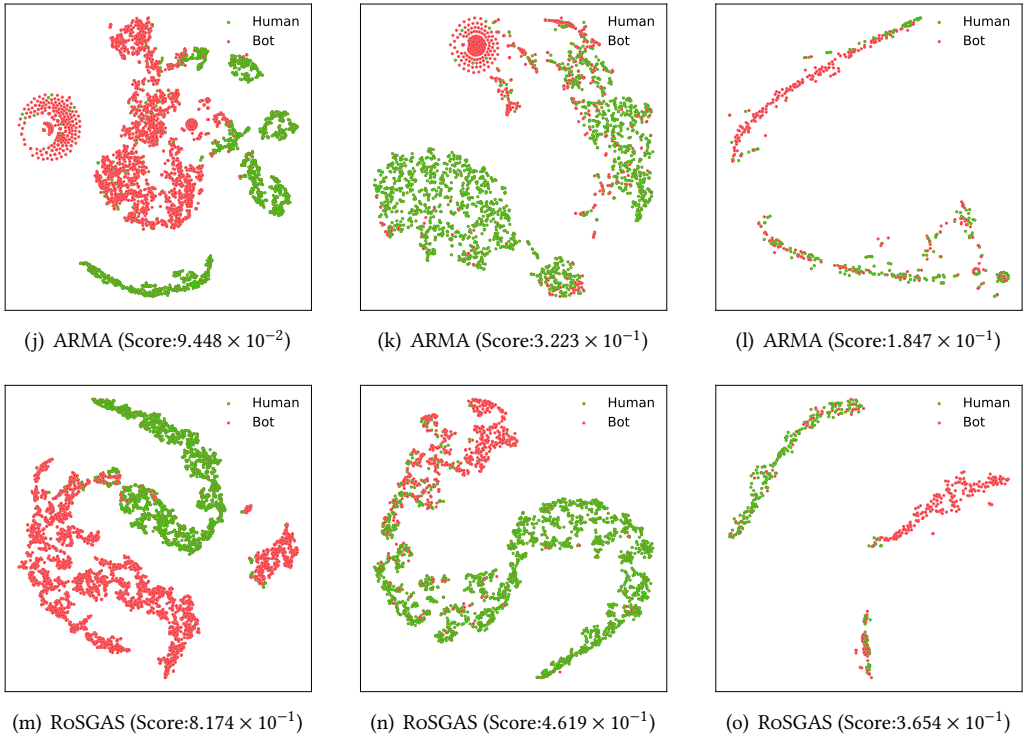 Human
Bot
Human
Bot
Human
Bot
(j) ARMA (Score:9.448 × 10⁻²)
(k) ARMA (Score:3.223 × 10⁻¹)
(l) ARMA (Score:1.847 × 10⁻¹)
Human
Bot
Human
Bot
Human
Bot
(m) RoSGAS (Score:8.174 × 10⁻¹)
(n) RoSGAS (Score:4.619 × 10⁻¹)
(o) RoSGAS (Score:3.654 × 10⁻¹)